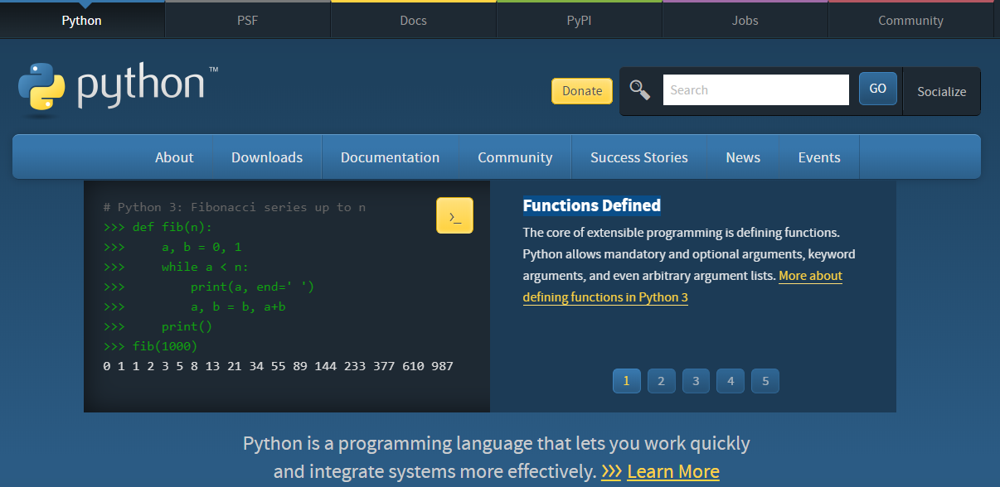 Python PSF Docs PyPI Jobs Community
python™
Donate Search GO Socialize
About Downloads Documentation Community Success Stories News Events
# Python 3: Fibonacci series up to n
>>> def fib(n):
>>>     a, b = 0, 1
>>>     while a < n:
>>>         print(a, end=' ')
>>>         a, b = b, a+b
>>>     print()
>>> fib(1000)
0 1 1 2 3 5 8 13 21 34 55 89 144 233 377 610 987
>_
Functions Defined
The core of extensible programming is defining functions.
Python allows mandatory and optional arguments, keyword
arguments, and even arbitrary argument lists. More about
defining functions in Python 3
1 2 3 4 5
Python is a programming language that lets you work quickly
and integrate systems more effectively. >>> Learn More